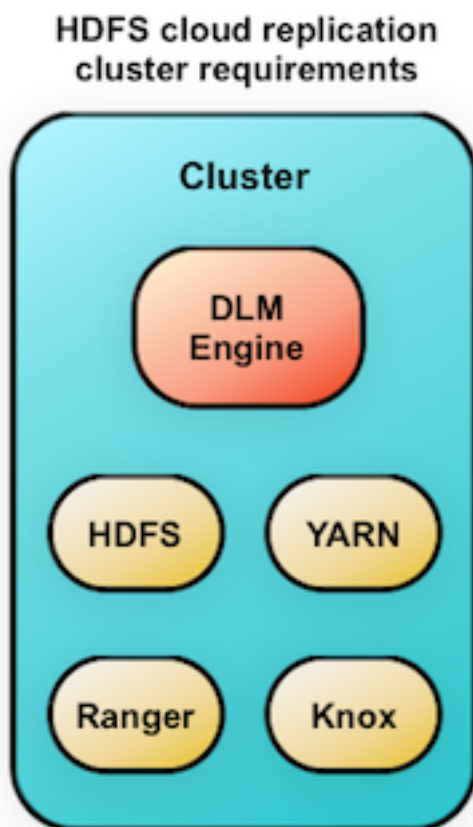 HDFS cloud replication
cluster requirements
Cluster
DLM
Engine
HDFS
YARN
Ranger
Knox